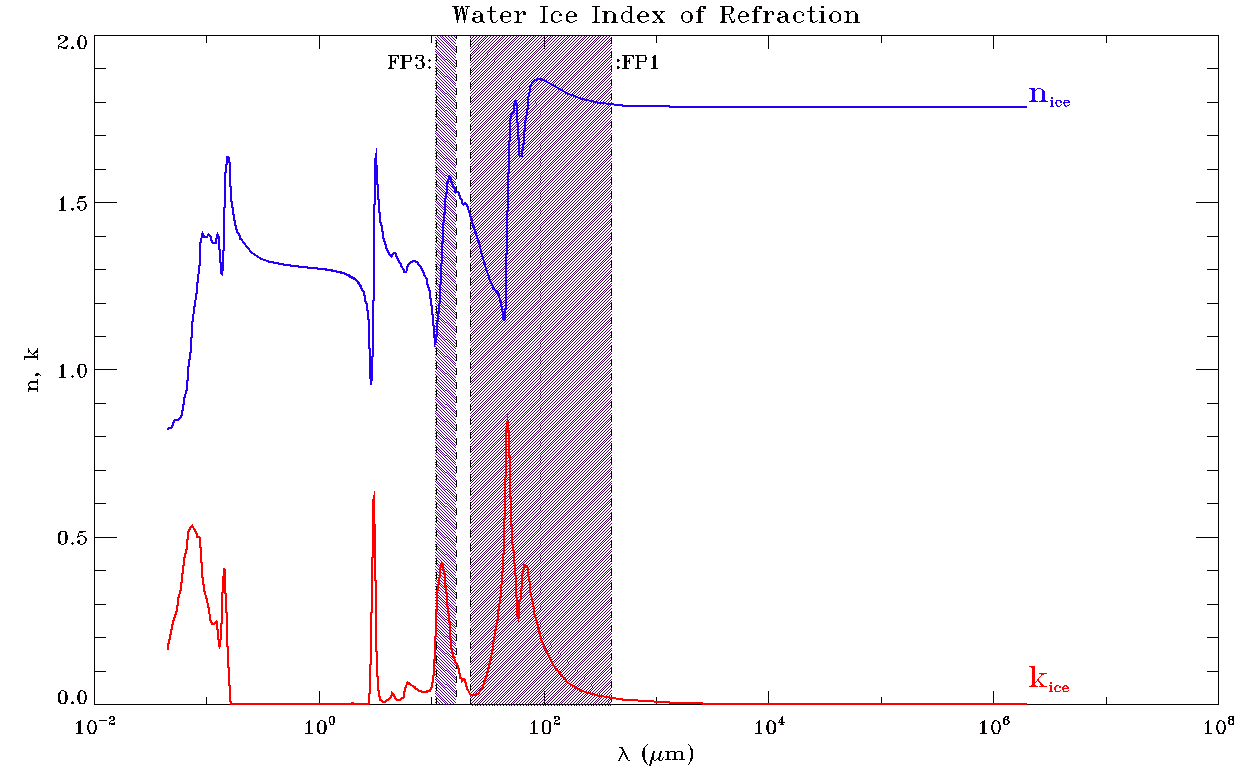 Water Ice Index of Refraction
2.0
FP3:
:FP1
n_ice
1.5
1.0
n, k
0.5
k_ice
0.0
10^-2
10^0
10^2
10^4
10^6
10^8
λ (μm)